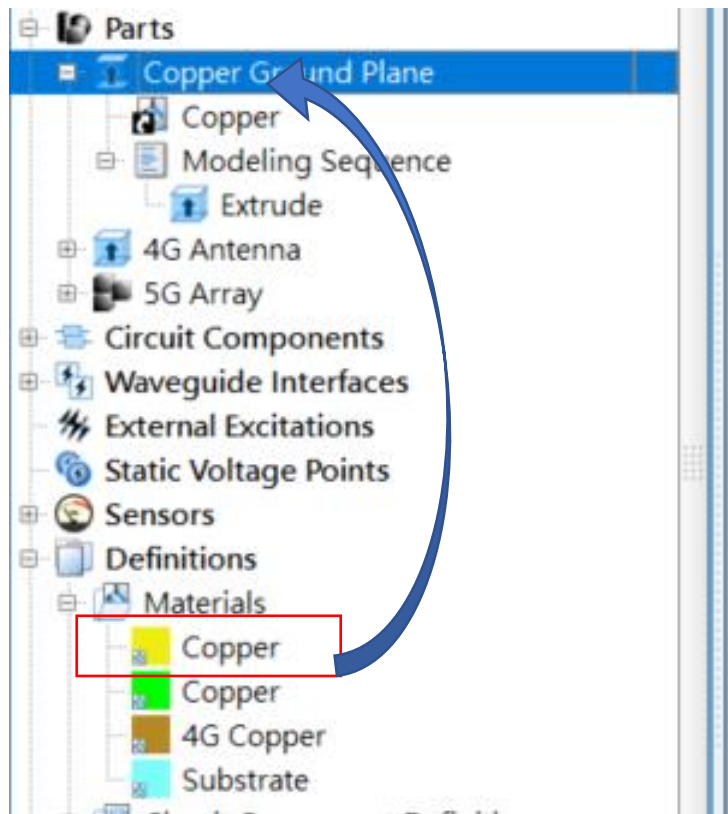 Parts
Copper Ground Plane
Copper
Modeling Sequence
Extrude
4G Antenna
5G Array
Circuit Components
Waveguide Interfaces
External Excitations
Static Voltage Points
Sensors
Definitions
Materials
Copper
Copper
4G Copper
Substrate